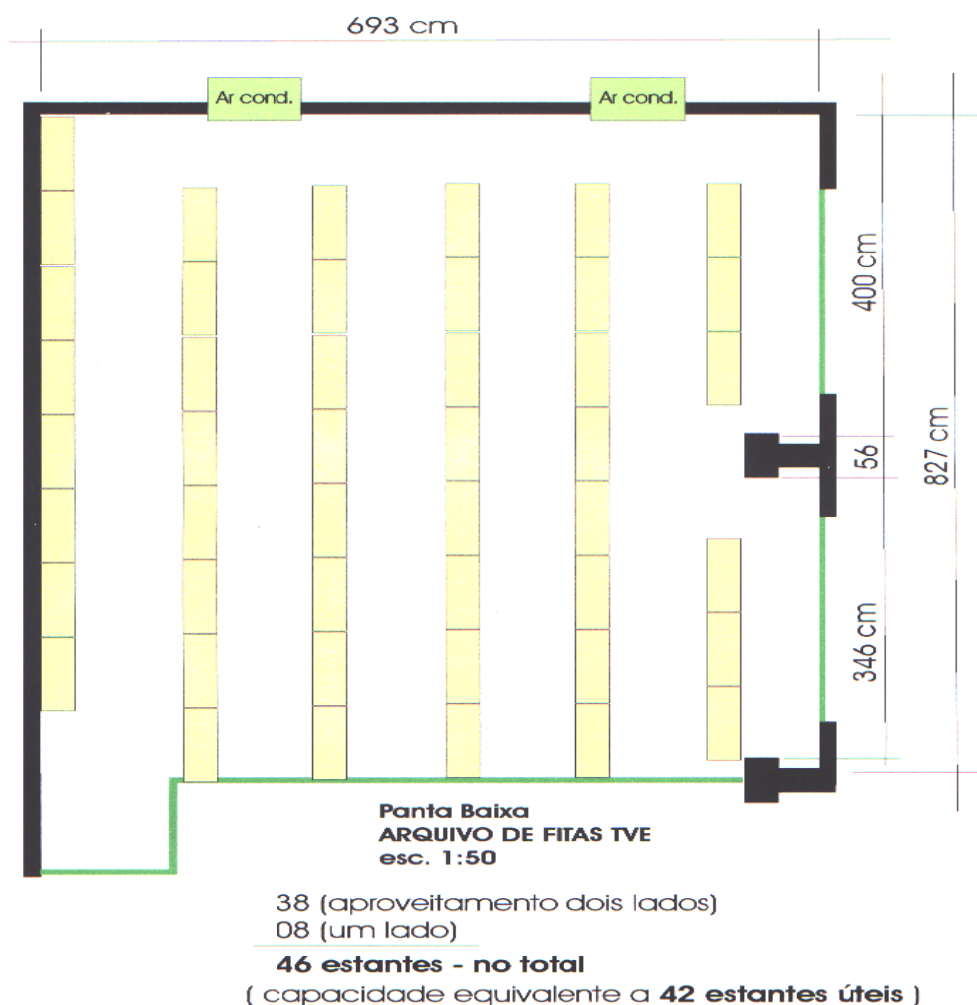 693 cm
Ar cond.
Ar cond.
400 cm
56
827 cm
346 cm
Panta Baixa
ARQUIVO DE FITAS TVE
esc. 1:50
38 (aproveitamento dois lados)
08 (um lado)
46 estantes - no total
( capacidade equivalente a 42 estantes úteis )